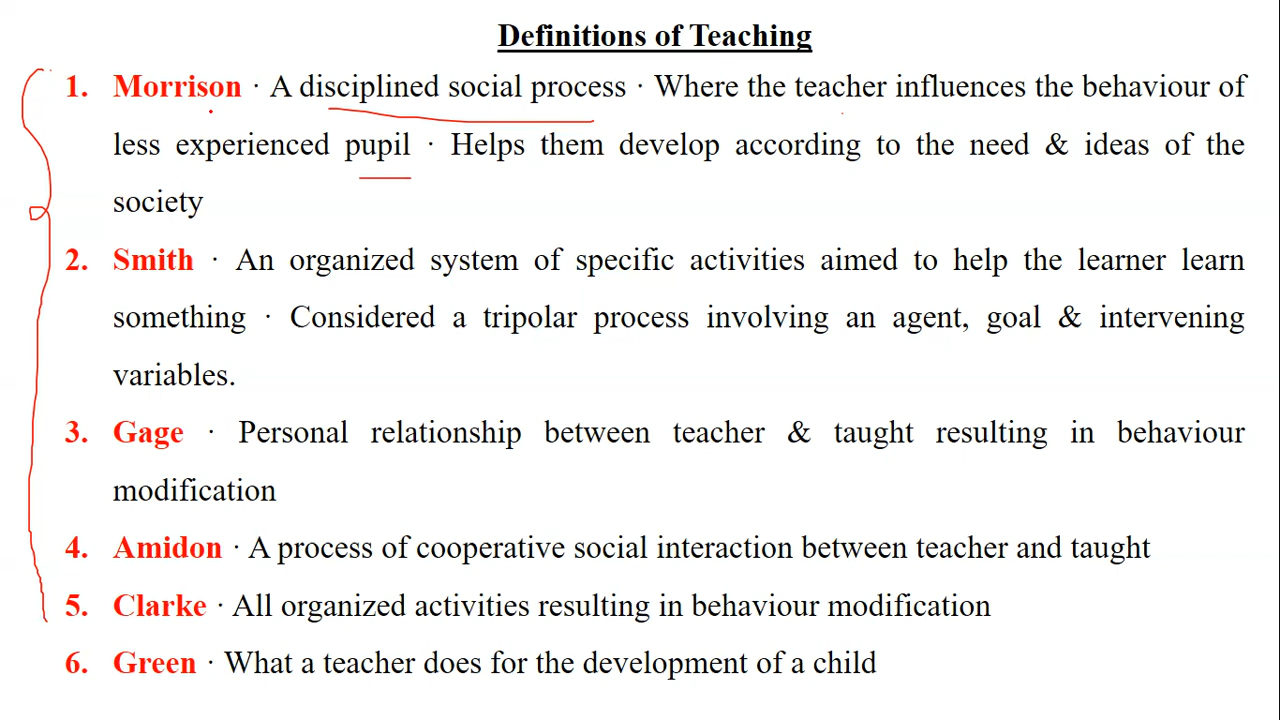 Definitions of Teaching
1. Morrison · A disciplined social process · Where the teacher influences the behaviour of
less experienced pupil · Helps them develop according to the need & ideas of the
society
2. Smith · An organized system of specific activities aimed to help the learner learn
something · Considered a tripolar process involving an agent, goal & intervening
variables.
3. Gage · Personal relationship between teacher & taught resulting in behaviour
modification
4. Amidon · A process of cooperative social interaction between teacher and taught
5. Clarke · All organized activities resulting in behaviour modification
6. Green · What a teacher does for the development of a child